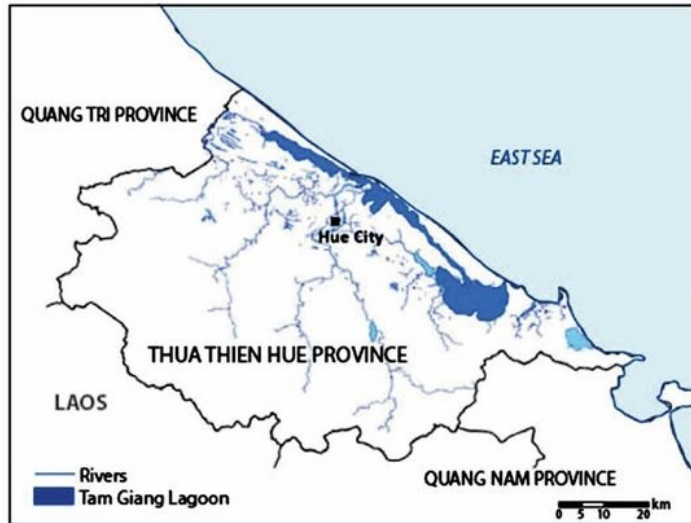 QUANG TRI PROVINCE
EAST SEA
Hue City
THUA THIEN HUE PROVINCE
LAOS
Rivers
Tam Giang Lagoon
QUANG NAM PROVINCE
km
0 5 10 20